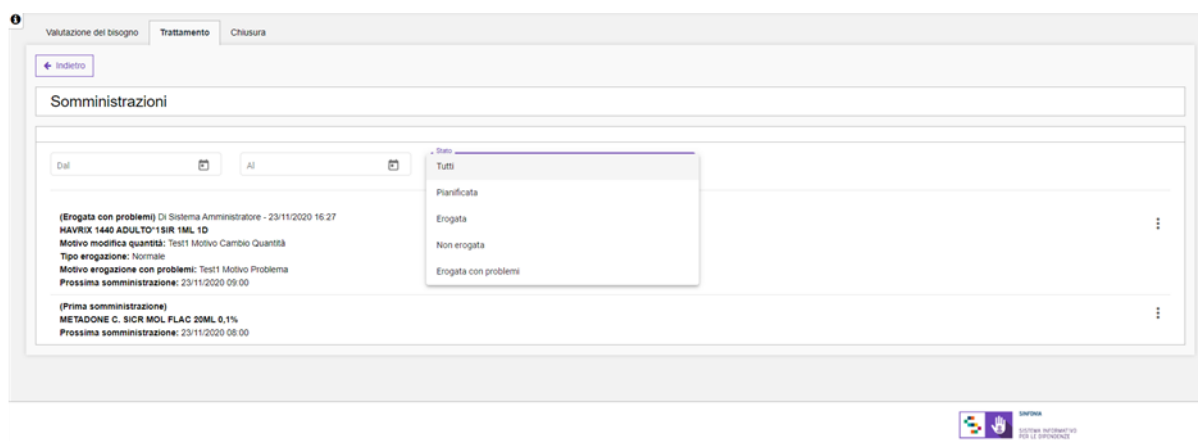 Valutazione del bisogno Trattamento Chiusura
Indietro
Somministrazioni
Dal Al Stato
Tutti
Pianificata
Erogata
Non erogata
Erogata con problemi
(Erogata con problemi) Di Sistema Amministratore - 23/11/2020 16:27
HAVRIX 1440 ADULTO*1SIR 1ML 1D
Motivo modifica quantità: Test1 Motivo Cambio Quantità
Tipo erogazione: Normale
Motivo erogazione con problemi: Test1 Motivo Problema
Prossima somministrazione: 23/11/2020 09:00
(Prima somministrazione)
METADONE C. SICR MOL FLAC 20ML 0,1%
Prossima somministrazione: 23/11/2020 08:00
SINFONIA
SISTEMA INFORMATIVO
PER LE DIPENDENZE